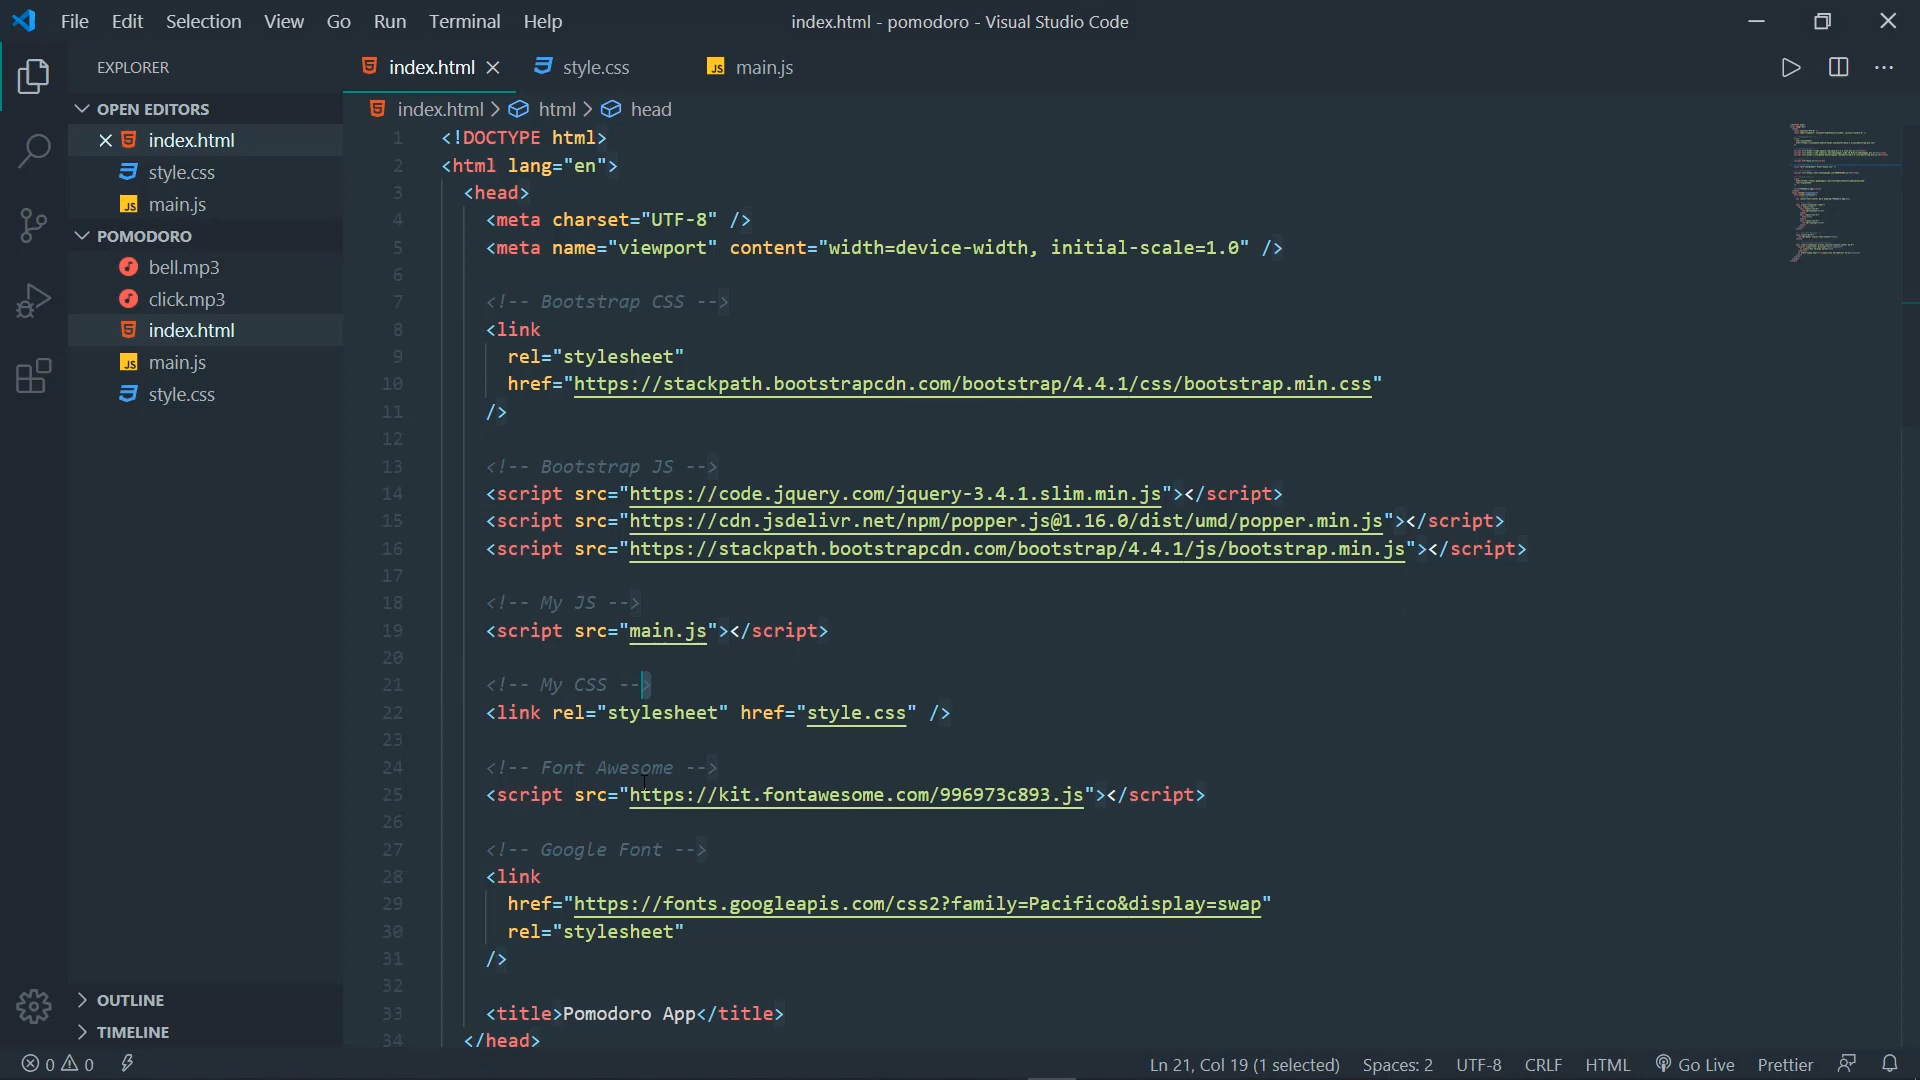 File Edit Selection View Go Run Terminal Help
index.html - pomodoro - Visual Studio Code
EXPLORER
OPEN EDITORS
index.html
style.css
main.js
POMODORO
bell.mp3
click.mp3
index.html
main.js
style.css
OUTLINE
TIMELINE
index.html style.css main.js
index.html > html > head
1 <!DOCTYPE html>
2 <html lang="en">
3 <head>
4 <meta charset="UTF-8" />
5 <meta name="viewport" content="width=device-width, initial-scale=1.0" />
6
7 <!-- Bootstrap CSS -->
8 <link
9 rel="stylesheet"
10 href="https://stackpath.bootstrapcdn.com/bootstrap/4.4.1/css/bootstrap.min.css"
11 />
12
13 <!-- Bootstrap JS -->
14 <script src="https://code.jquery.com/jquery-3.4.1.slim.min.js"></script>
15 <script src="https://cdn.jsdelivr.net/npm/popper.js@1.16.0/dist/umd/popper.min.js"></script>
16 <script src="https://stackpath.bootstrapcdn.com/bootstrap/4.4.1/js/bootstrap.min.js"></script>
17
18 <!-- My JS -->
19 <script src="main.js"></script>
20
21 <!-- My CSS -->
22 <link rel="stylesheet" href="style.css" />
23
24 <!-- Font Awesome -->
25 <script src="https://kit.fontawesome.com/996973c893.js"></script>
26
27 <!-- Google Font -->
28 <link
29 href="https://fonts.googleapis.com/css2?family=Pacifico&display=swap"
30 rel="stylesheet"
31 />
32
33 <title>Pomodoro App</title>
34 </head>
0 0
Ln 21, Col 19 (1 selected) Spaces: 2 UTF-8 CRLF HTML Go Live Prettier